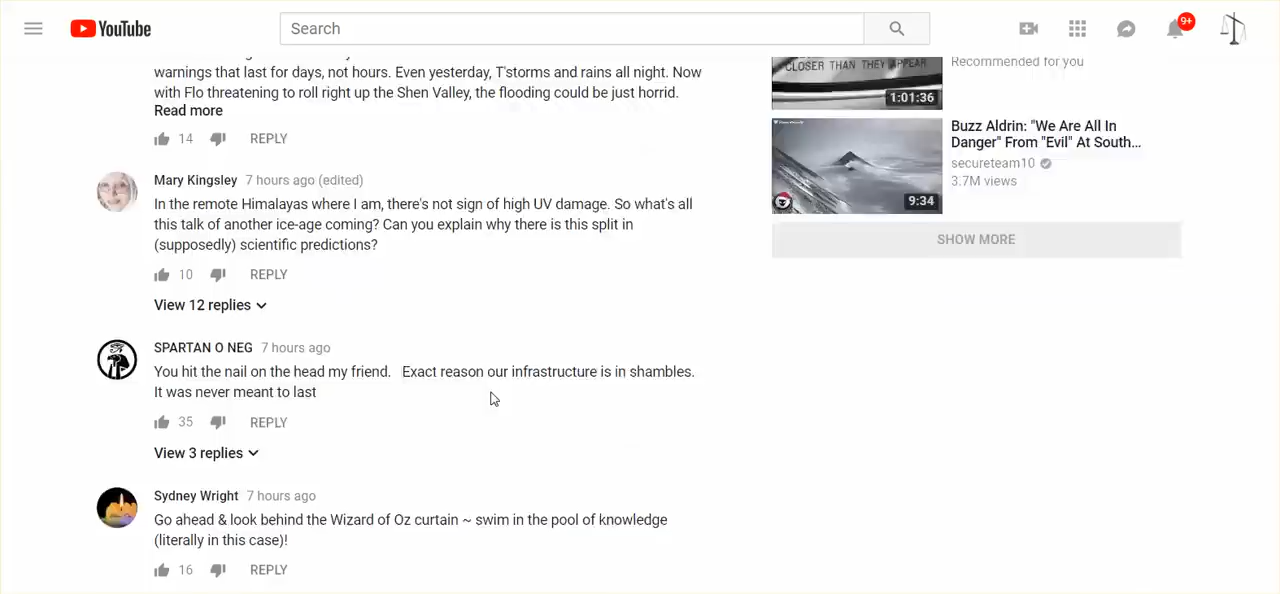 YouTube
Search
9+
warnings that last for days, not hours. Even yesterday, T'storms and rains all night. Now
with Flo threatening to roll right up the Shen Valley, the flooding could be just horrid.
Read more
14 REPLY
Mary Kingsley 7 hours ago (edited)
In the remote Himalayas where I am, there's not sign of high UV damage. So what's all
this talk of another ice-age coming? Can you explain why there is this split in
(supposedly) scientific predictions?
10 REPLY
View 12 replies
SPARTAN O NEG 7 hours ago
You hit the nail on the head my friend. Exact reason our infrastructure is in shambles.
It was never meant to last
35 REPLY
View 3 replies
Sydney Wright 7 hours ago
Go ahead & look behind the Wizard of Oz curtain ~ swim in the pool of knowledge
(literally in this case)!
16 REPLY
CLOSER THAN THEY APPEAR
1:01:36
Recommended for you
9:34
Buzz Aldrin: "We Are All In
Danger" From "Evil" At South...
secureteam10
3.7M views
SHOW MORE